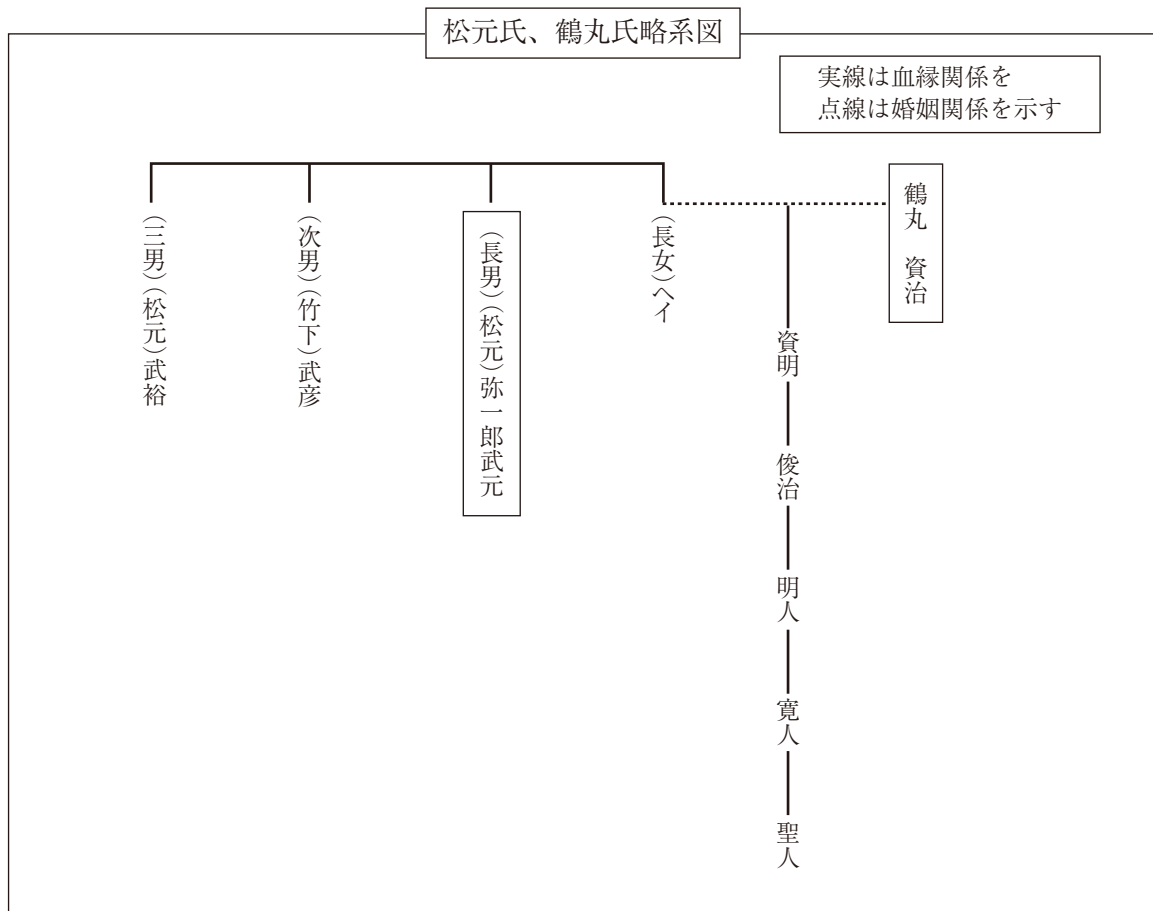 松元氏、鶴丸氏略系図
実線は血縁関係を
点線は婚姻関係を示す
鶴丸　資治
(長女)ヘイ
(長男)(松元)弥一郎武元
(次男)(竹下)武彦
(三男)(松元)武裕
資明
俊治
明人
寛人
聖人